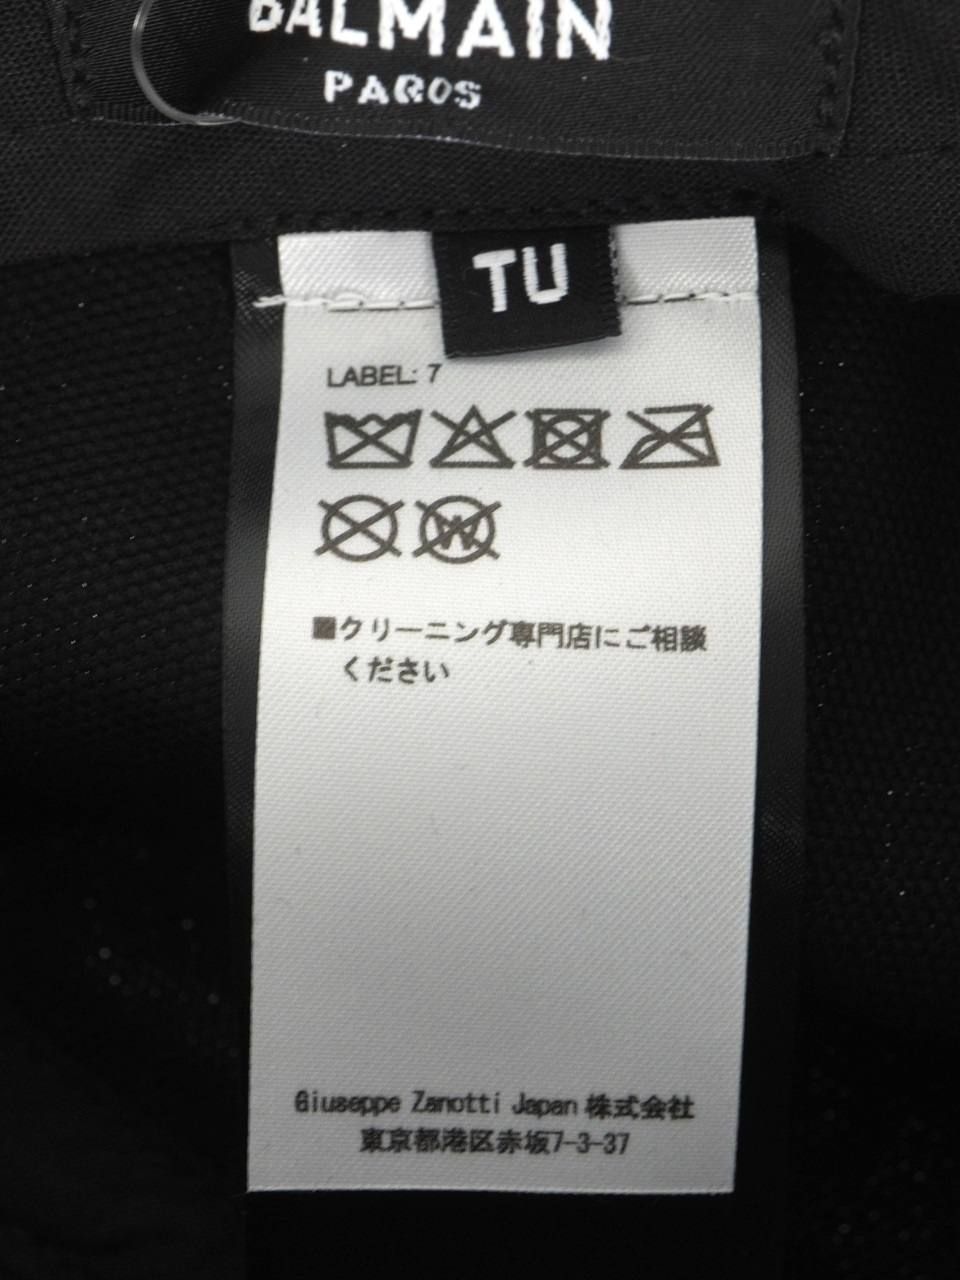 BALMAIN
PARIS
TU
LABEL: 7
W
■クリーニング専門店にご相談
ください
Giuseppe Zanotti Japan 株式会社
東京都港区赤坂7-3-37